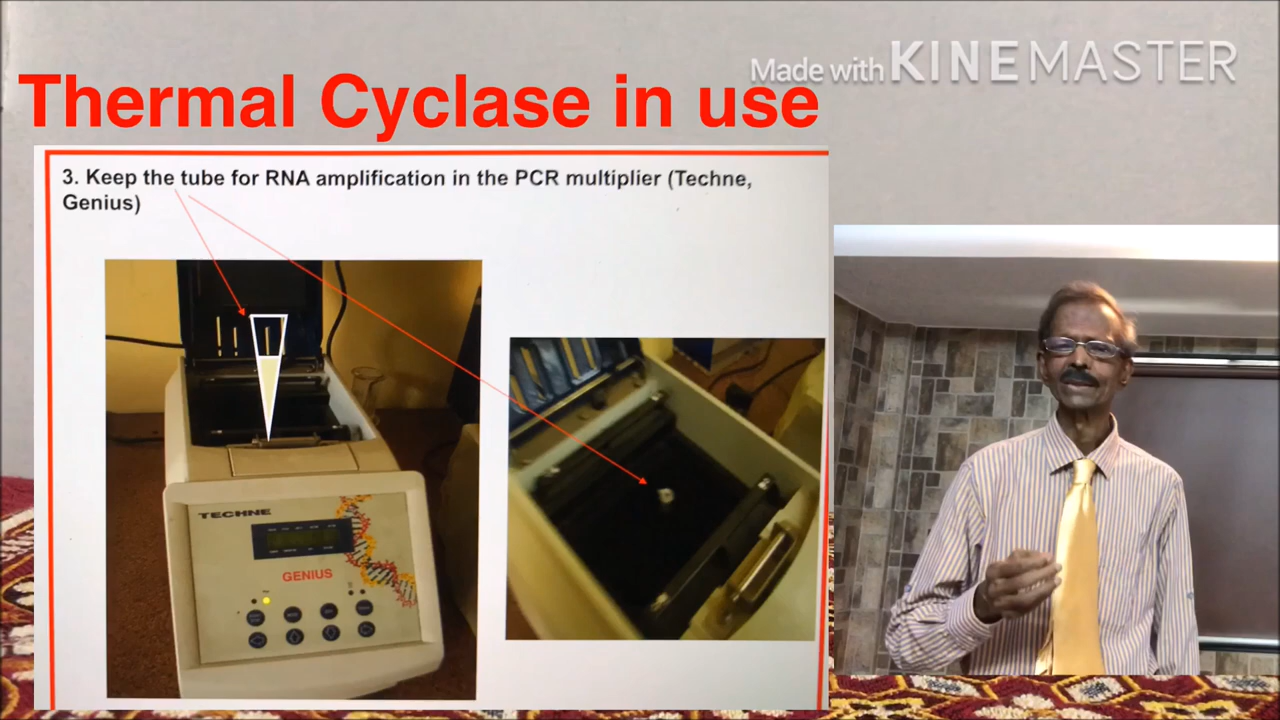 Made with KINEMASTER
Thermal Cyclase in use
3. Keep the tube for RNA amplification in the PCR multiplier (Techne,
Genius)
TECHNE
GENIUS